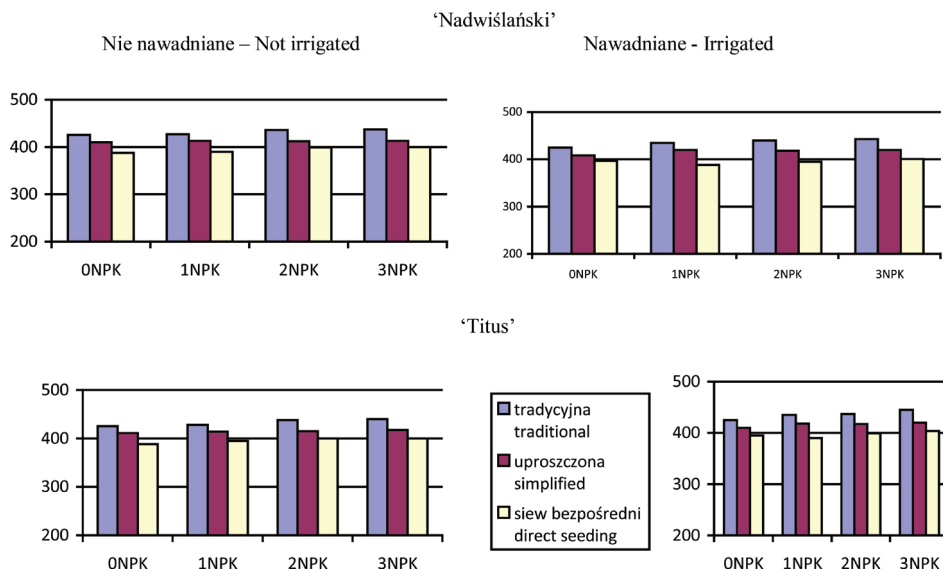 ‘Nadwiślański’
Nie nawadniane – Not irrigated
Nawadniane - Irrigated
500
400
300
200
0NPK 1NPK 2NPK 3NPK
500
400
300
200
0NPK 1NPK 2NPK 3NPK
‘Titus’
500
400
300
200
0NPK 1NPK 2NPK 3NPK
tradycyjna
traditional
uproszczona
simplified
siew bezpośredni
direct seeding
500
400
300
200
0NPK 1NPK 2NPK 3NPK